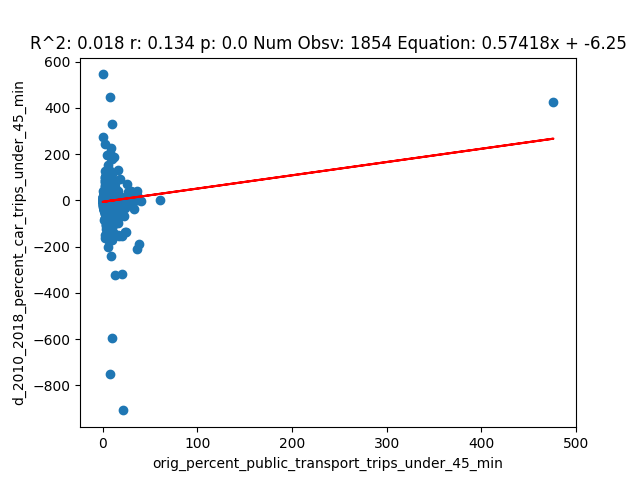 R^2: 0.018 r: 0.134 p: 0.0 Num Obsv: 1854 Equation: 0.57418x + -6.25
600
400
200
0
−200
−400
−600
−800
d_2010_2018_percent_car_trips_under_45_min
0 100 200 300 400 500
orig_percent_public_transport_trips_under_45_min